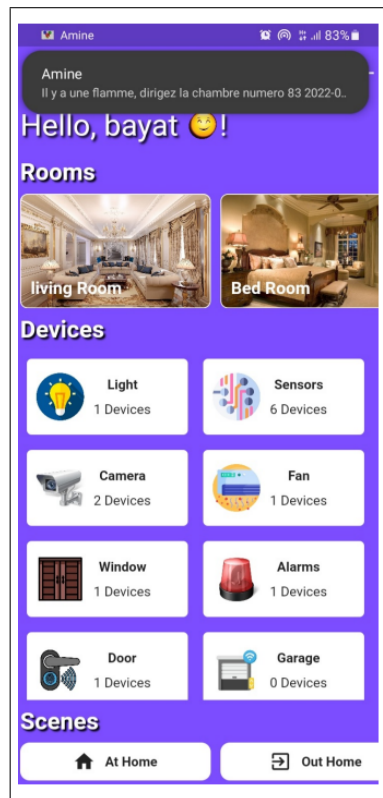 Amine
83%
Amine
Il y a une flamme, dirigez la chambre numero 83 2022-0..
Hello, bayat 😊!
Rooms
living Room
Bed Room
Devices
Light
1 Devices
Sensors
6 Devices
Camera
2 Devices
Fan
1 Devices
Window
1 Devices
Alarms
1 Devices
Door
1 Devices
Garage
0 Devices
Scenes
At Home
Out Home